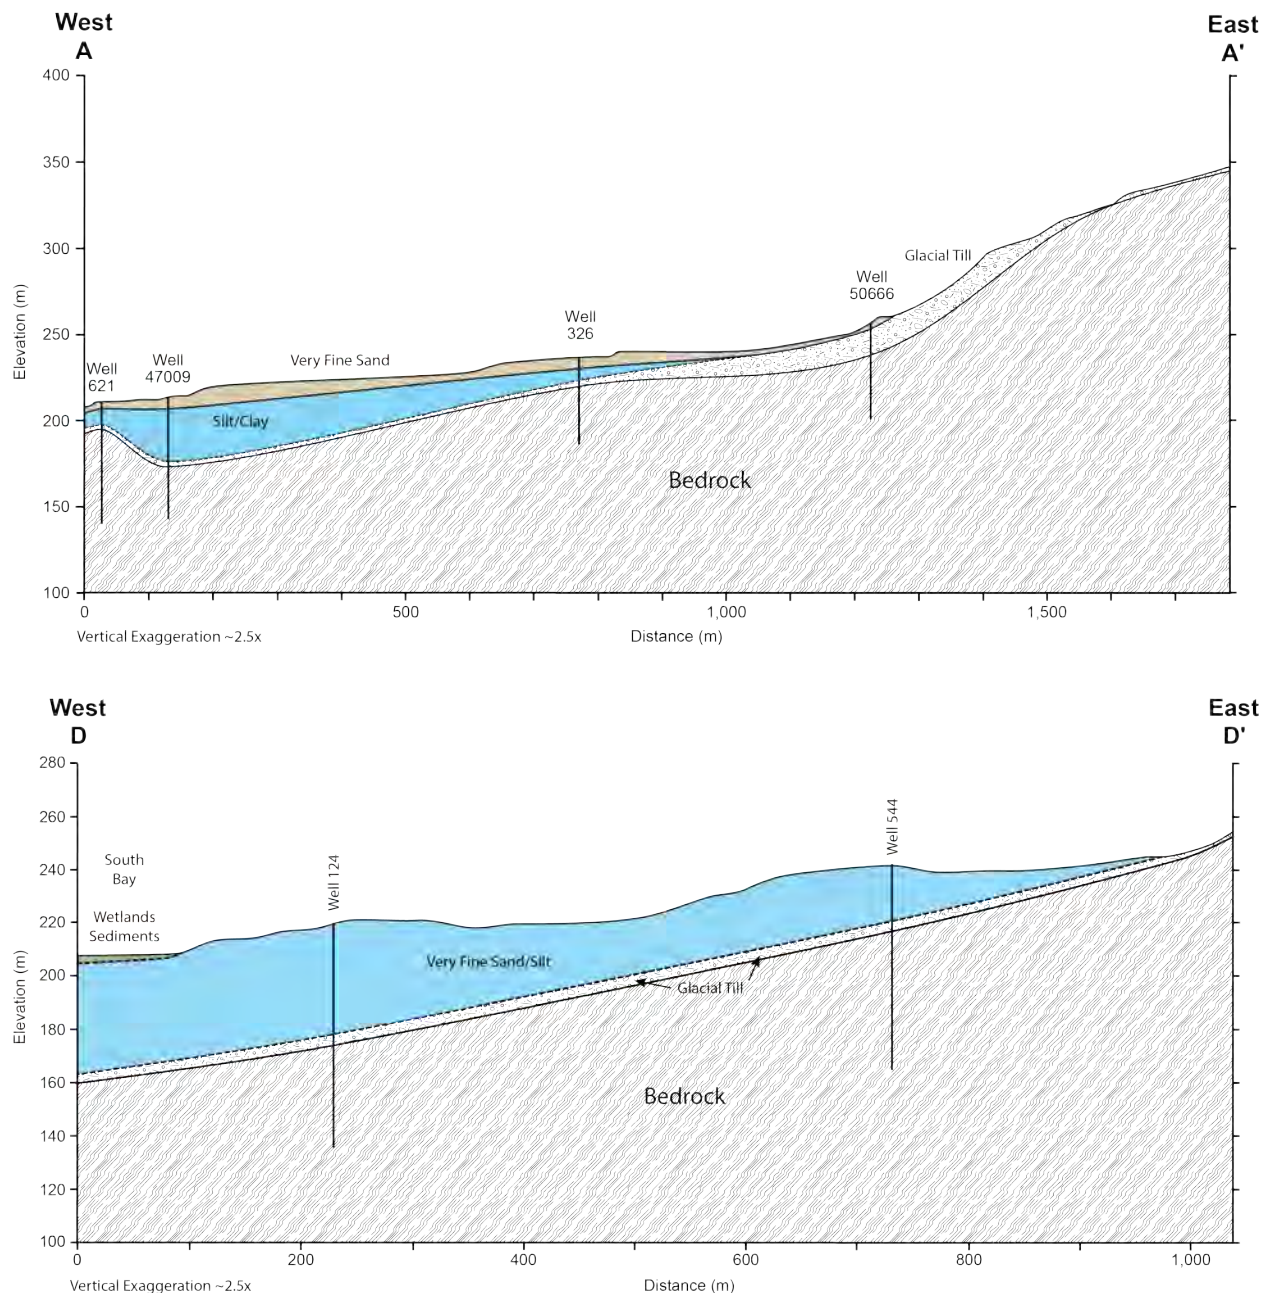 West
A
East
A'
400
350
300
250
200
150
100
Elevation (m)
Well
621
Well
47009
Very Fine Sand
Silt/Clay
Well
326
Well
50666
Glacial Till
Bedrock
0
500
1,000
1,500
Vertical Exaggeration ~2.5x
Distance (m)
West
D
East
D'
280
260
240
220
200
180
160
140
120
100
Elevation (m)
South
Bay
Wetlands
Sediments
Well 124
Well 544
Very Fine Sand/Silt
Glacial Till
Bedrock
0
200
400
600
800
1,000
Vertical Exaggeration ~2.5x
Distance (m)